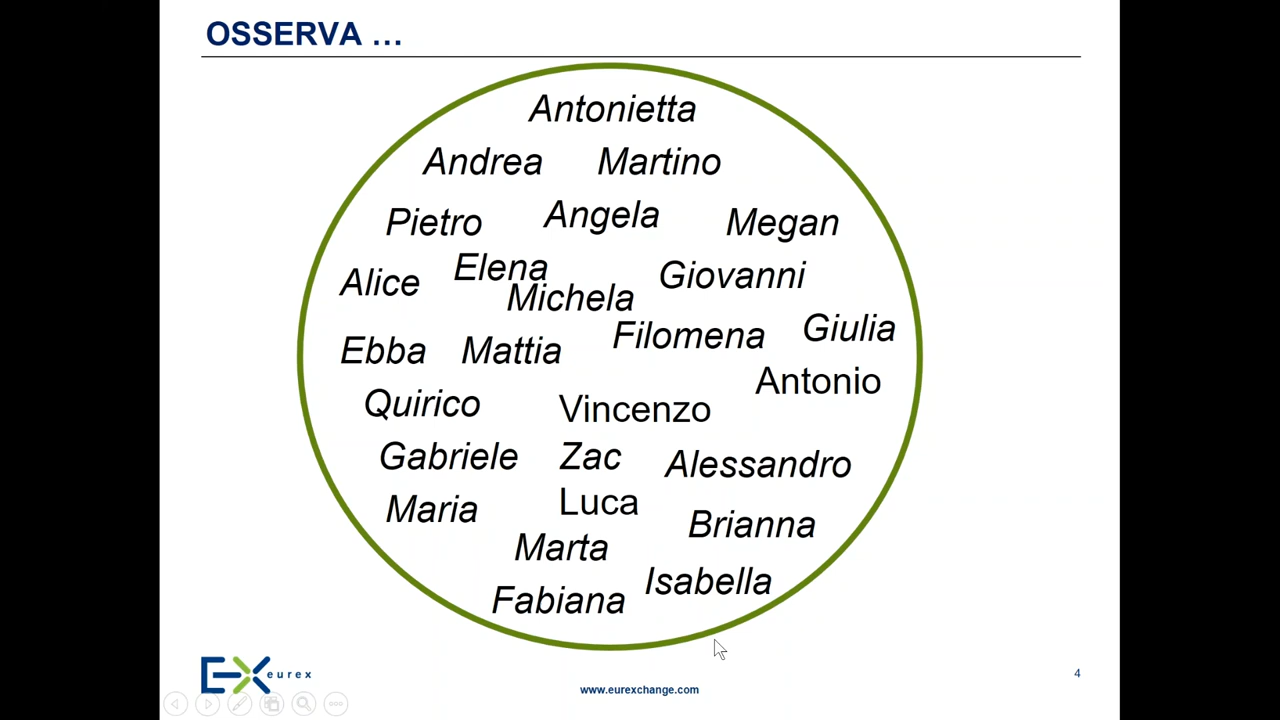 OSSERVA ...
Antonietta
Andrea Martino
Pietro Angela Megan
Alice Elena Giovanni
Michela
Filomena Giulia
Ebba Mattia
Antonio
Quirico Vincenzo
Gabriele Zac Alessandro
Maria Luca
Brianna
Marta
Isabella
Fabiana
EX eurex
www.eurexchange.com
4